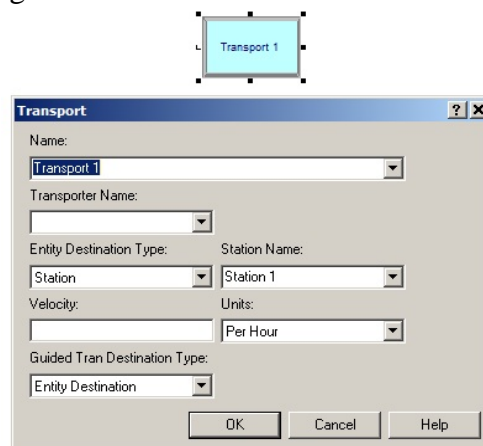 Transport 1
Transport
Name:
Transport 1
Transporter Name:
Entity Destination Type: Station Name:
Station Station 1
Velocity: Units:
Per Hour
Guided Tran Destination Type:
Entity Destination
OK Cancel Help